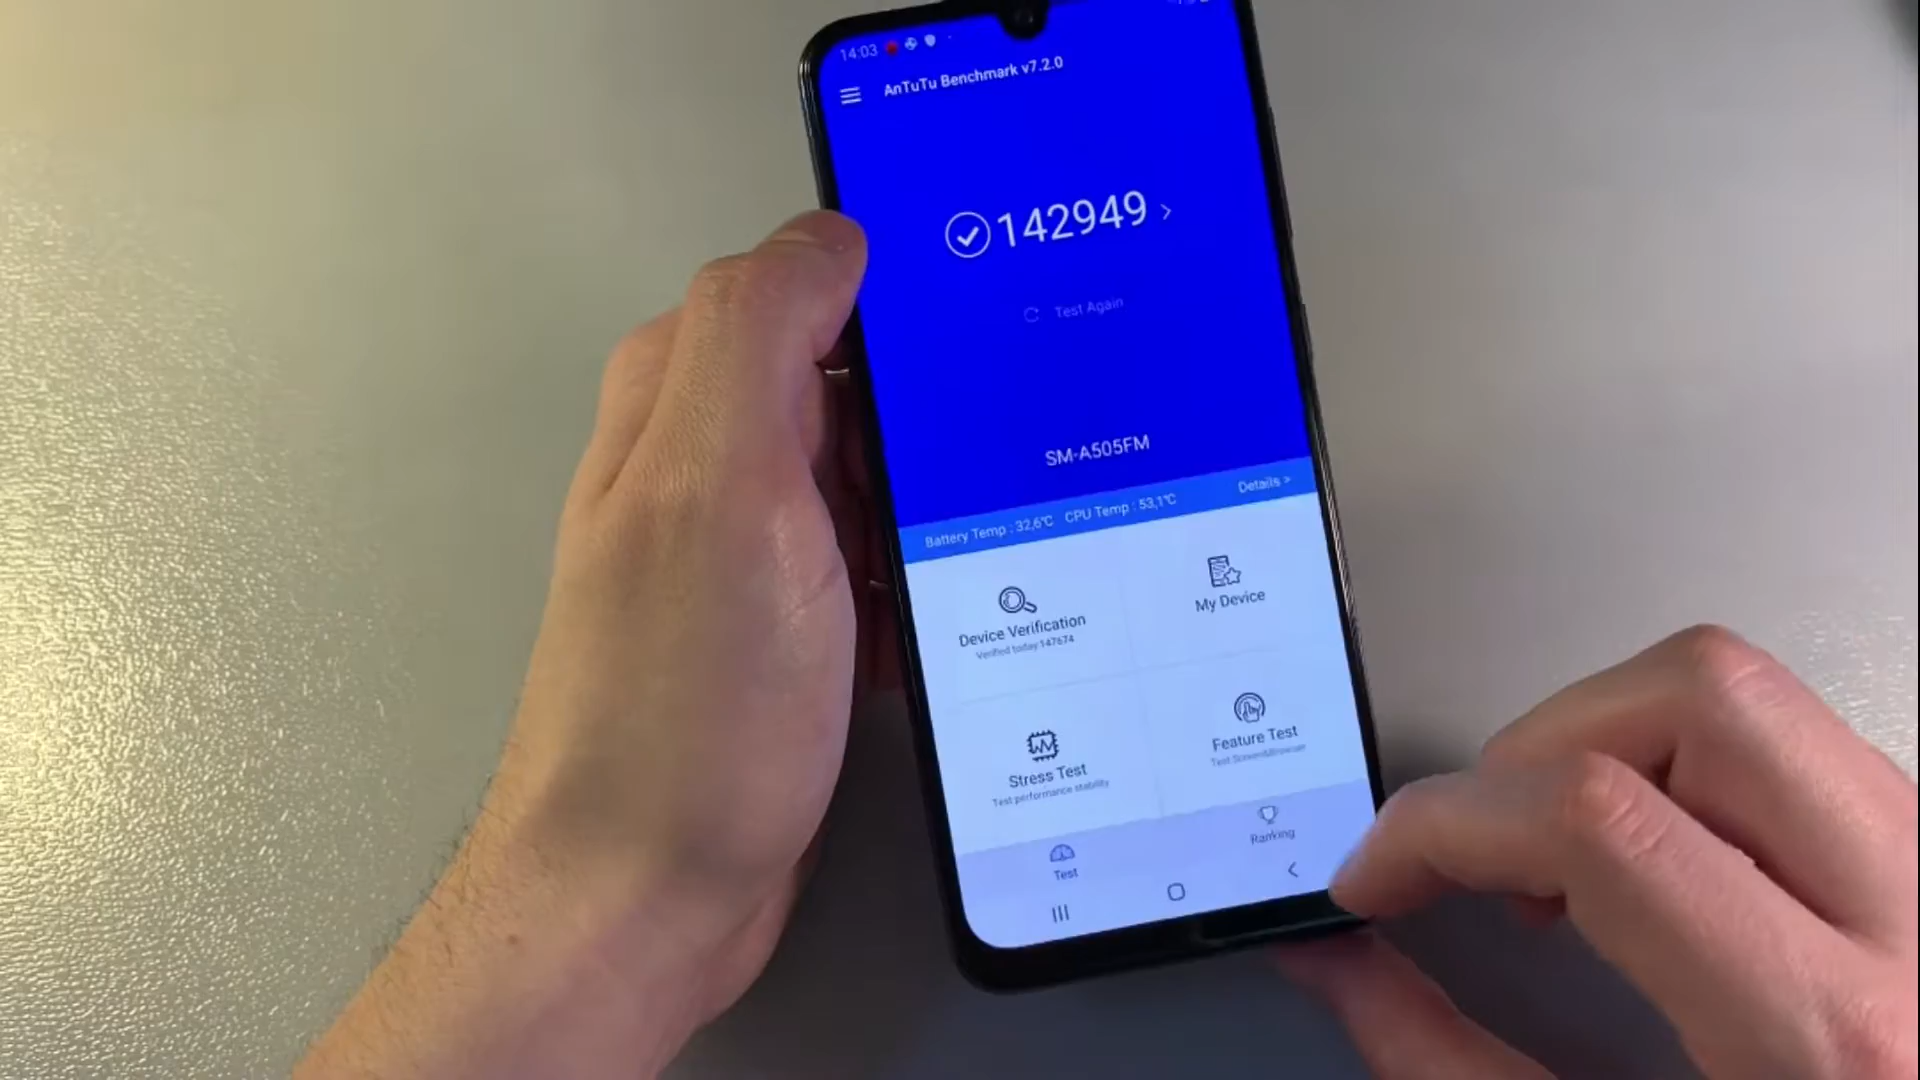 14:03
AnTuTu Benchmark v7.2.0
142949
Test Again
SM-A505FM
Battery Temp : 32,6℃ CPU Temp : 53,1℃ Details >
Device Verification
Verified today:147674
My Device
Stress Test
Test performance stability
Feature Test
Test Screen&Browser
Test
Ranking